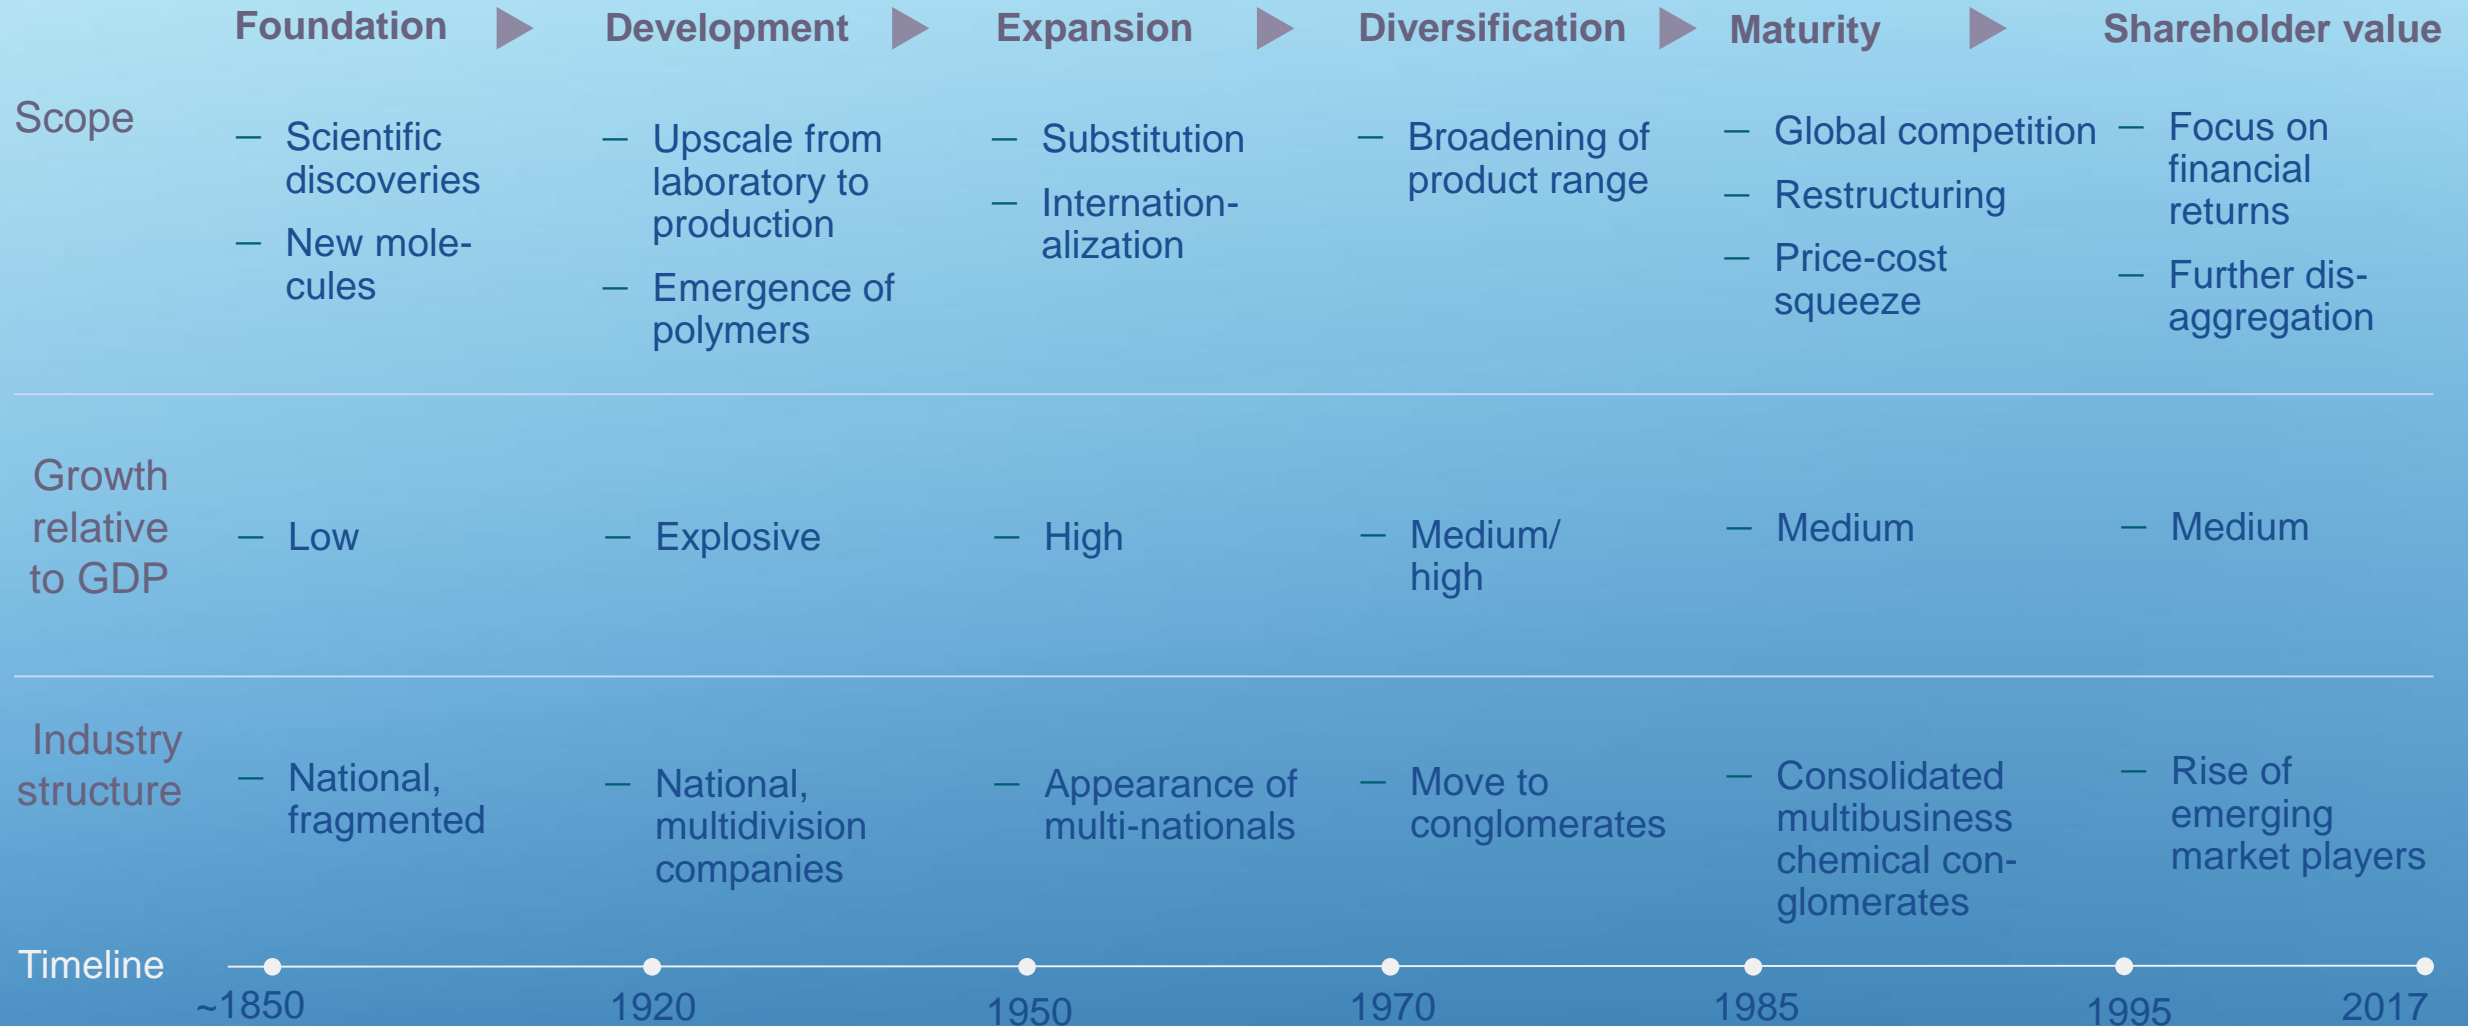 Foundation Development Expansion Diversification Maturity Shareholder value
Scope
– Scientific
discoveries
– New mole-
cules
– Upscale from
laboratory to
production
– Emergence of
polymers
– Substitution
– Internation-
alization
– Broadening of
product range
– Global competition
– Restructuring
– Price-cost
squeeze
– Focus on
financial
returns
– Further dis-
aggregation
Growth
relative
to GDP
– Low
– Explosive
– High
– Medium/
high
– Medium
– Medium
Industry
structure
– National,
fragmented
– National,
multidivision
companies
– Appearance of
multi-nationals
– Move to
conglomerates
– Consolidated
multibusiness
chemical con-
glomerates
– Rise of
emerging
market players
Timeline
~1850 1920 1950 1970 1985 1995 2017